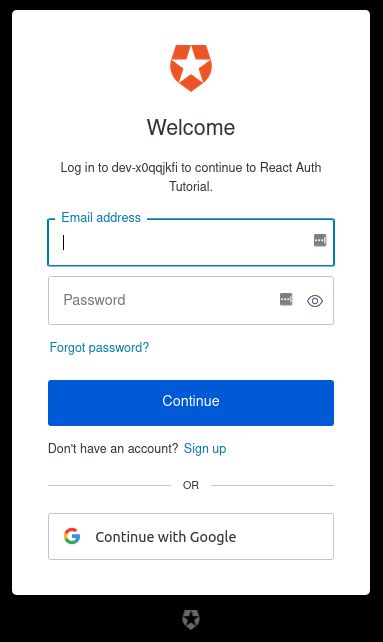 Welcome
Log in to dev-x0qqjkfi to continue to React Auth
Tutorial.
Email address
Password
Forgot password?
Continue
Don't have an account? Sign up
OR
Continue with Google